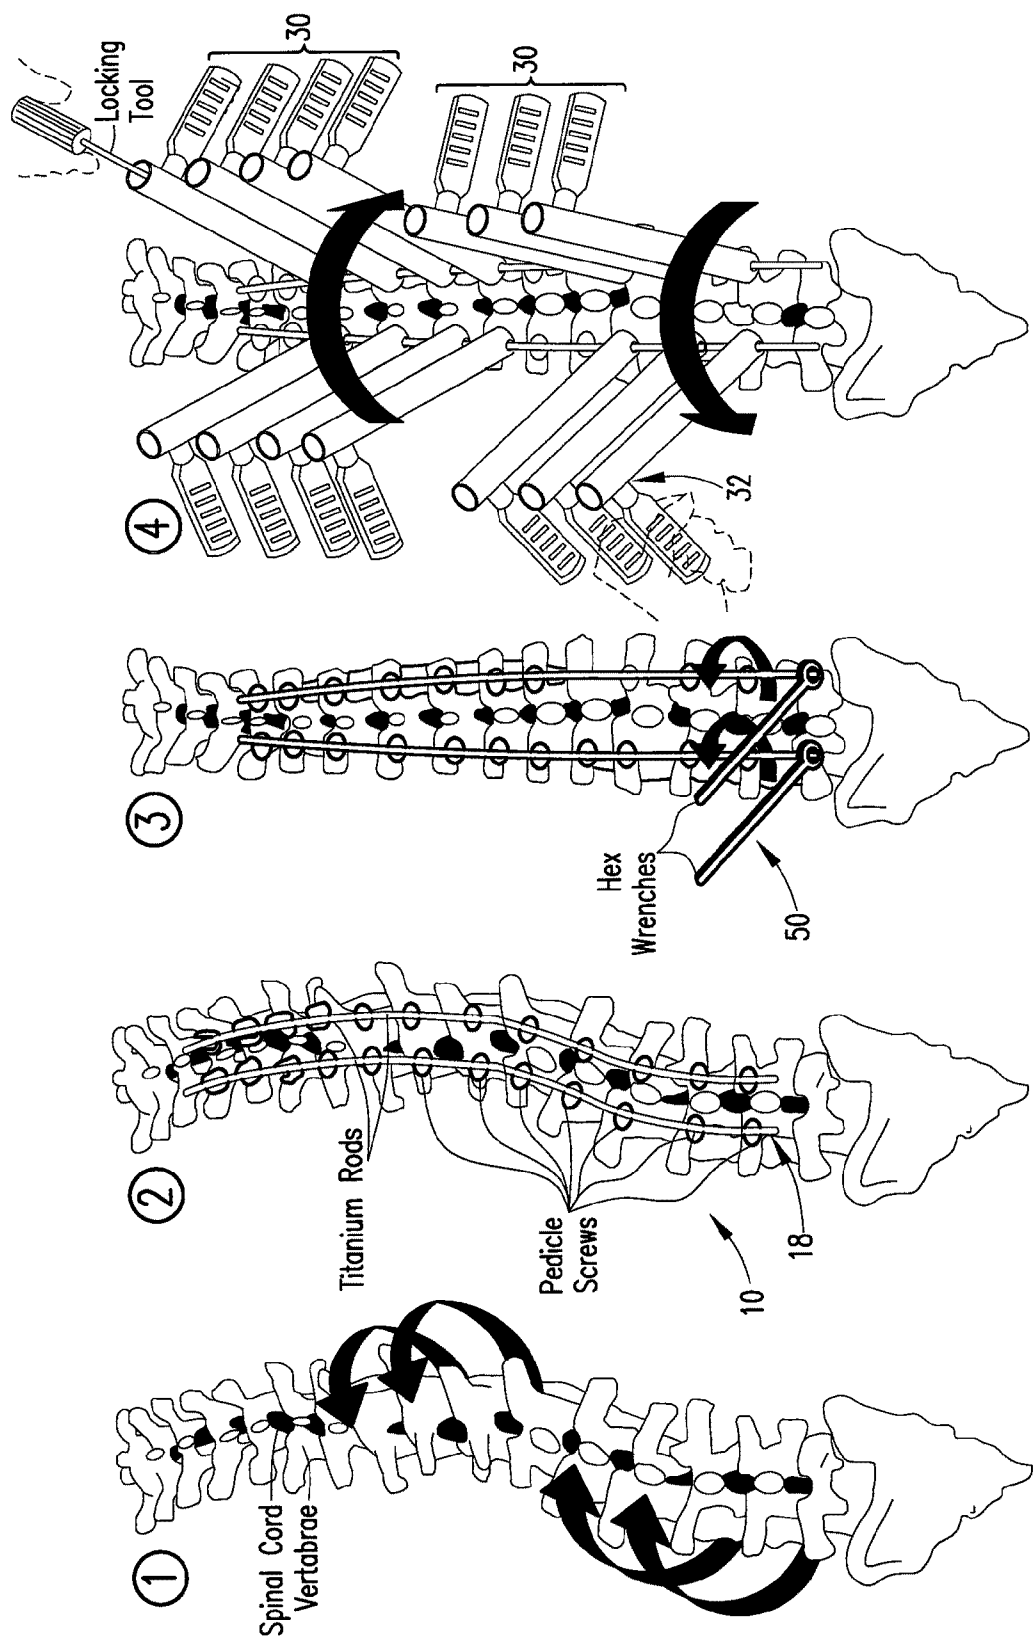 1
Spinal Cord
Vertabrae
2
Titanium Rods
Pedicle
Screws
10
18
3
Hex
Wrenches
50
4
Locking
Tool
30
30
32